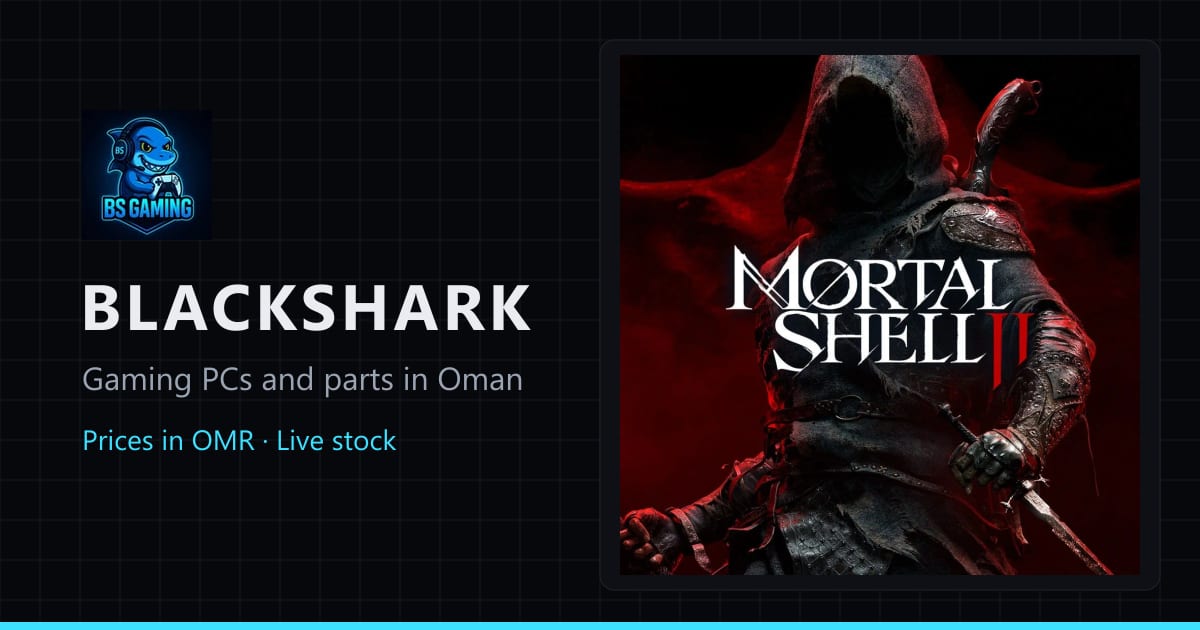 BS
BS GAMING
BLACKSHARK
Gaming PCs and parts in Oman
Prices in OMR · Live stock
MORTAL
SHELL II